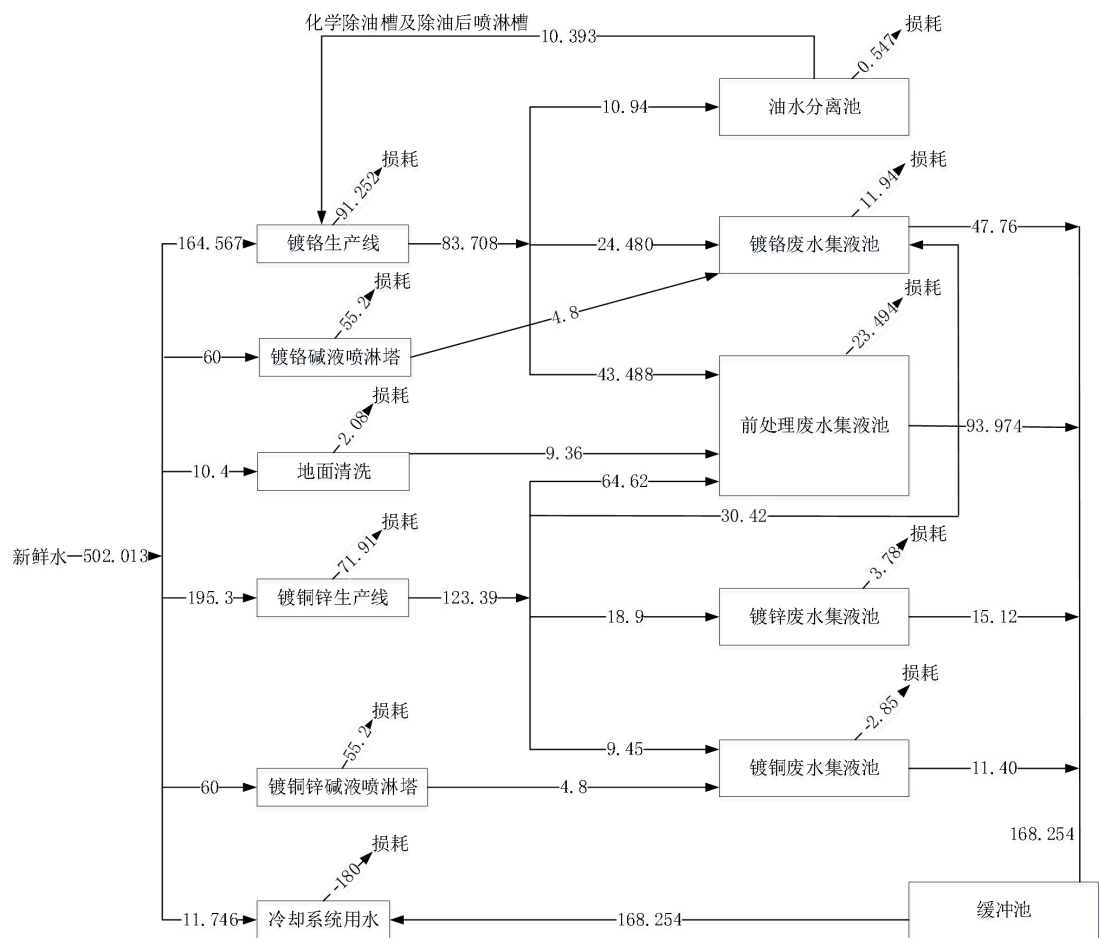 化学除油槽及除油后喷淋槽
10.393
损耗
0.547
油水分离池
10.94
损耗
91.252
损耗
11.94
164.567
镀铬生产线
83.708
24.480
镀铬废水集液池
47.76
损耗
55.2
损耗
23.494
4.8
60
镀铬碱液喷淋塔
43.488
损耗
2.08
前处理废水集液池
93.974
10.4
地面清洗
9.36
64.62
30.42
损耗
71.91
损耗
3.78
新鲜水
502.013
195.3
镀铜锌生产线
123.39
18.9
镀锌废水集液池
15.12
损耗
55.2
损耗
-2.85
9.45
镀铜废水集液池
11.40
60
镀铜锌碱液喷淋塔
4.8
168.254
损耗
-180
11.746
冷却系统用水
168.254
缓冲池